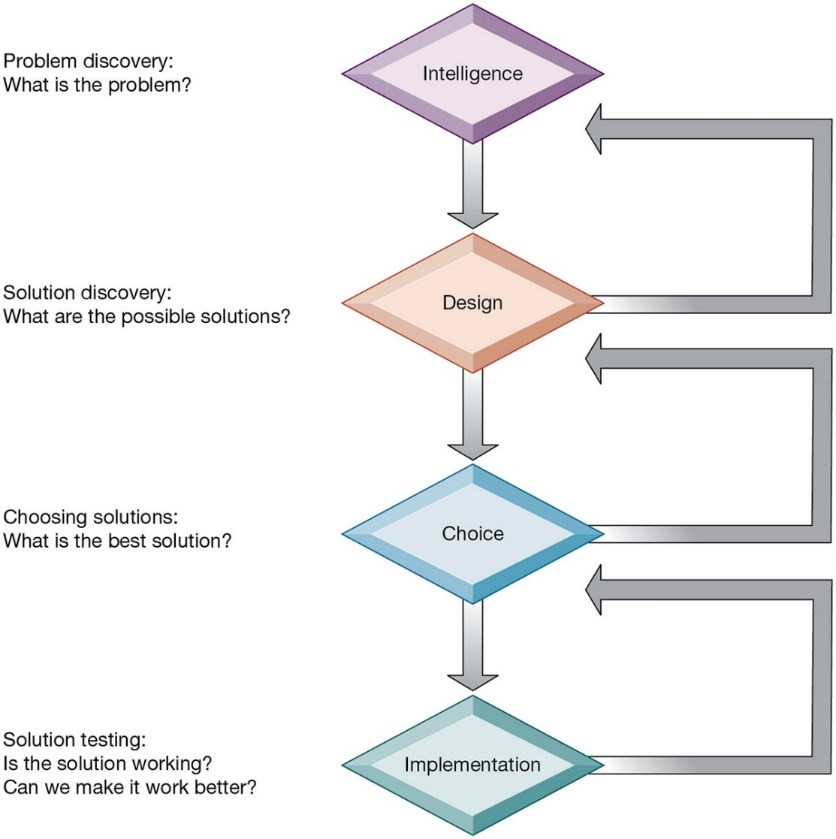 Problem discovery:
What is the problem?
Intelligence
Solution discovery:
What are the possible solutions?
Design
Choosing solutions:
What is the best solution?
Choice
Solution testing:
Is the solution working?
Can we make it work better?
Implementation